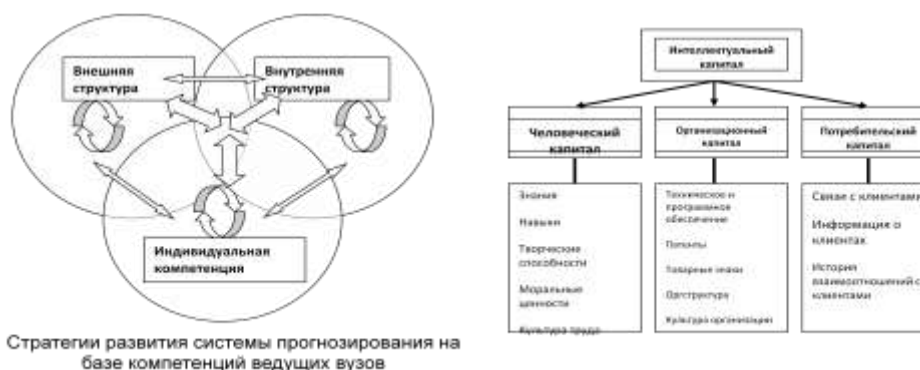 Внешняя
структура
Внутренняя
структура
Индивидуальная
компетенция
Стратегии развития системы прогнозирования на
базе компетенций ведущих вузов
Интеллектуальный
капитал
Человеческий
капитал
Организационный
капитал
Потребительский
капитал
Знания
Навыки
Творческие
способности
Моральные
ценности
Культура труда
Техническое и
программное
обеспечение
Патенты
Товарные знаки
Оргструктура
Культура организации
Связи с клиентами
Информация о
клиентах
История
взаимоотношений с
клиентами